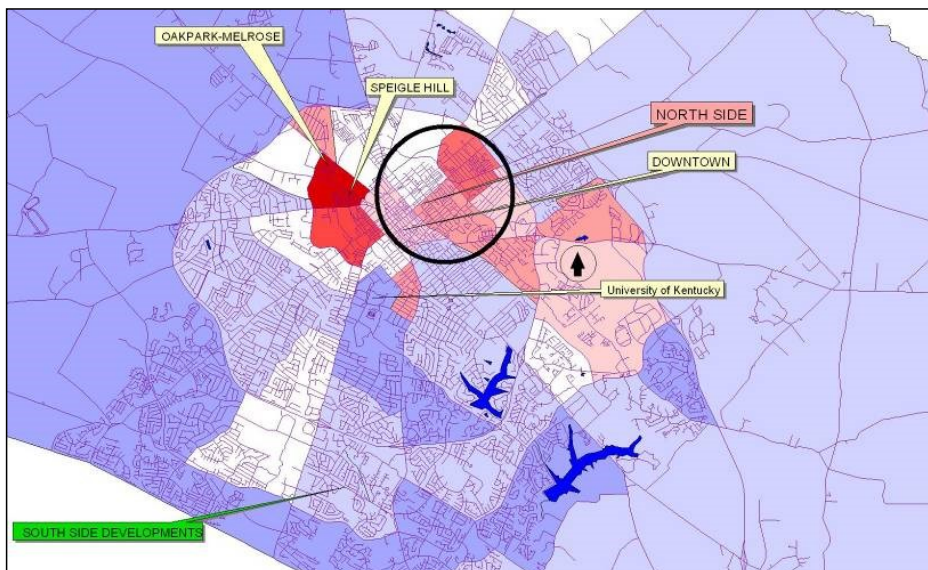 OAKPARK-MELROSE
SPEIGLE HILL
NORTH SIDE
DOWNTOWN
University of Kentucky
SOUTH SIDE DEVELOPMENTS